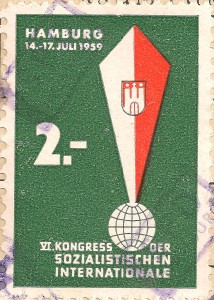 HAMBURG
14.-17. JULI 1959
2.-
VI. KONGRESS DER
SOZIALISTISCHEN
INTERNATIONALE